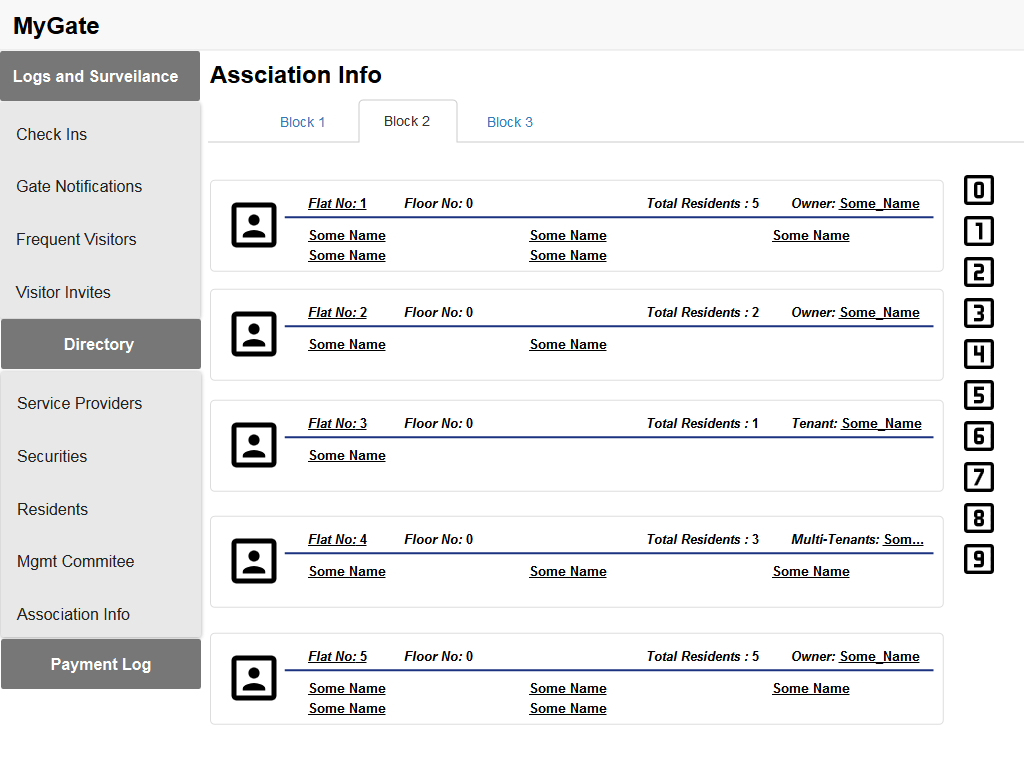 MyGate
Logs and Surveilance
Check Ins
Gate Notifications
Frequent Visitors
Visitor Invites
Directory
Service Providers
Securities
Residents
Mgmt Commitee
Association Info
Payment Log
Assciation Info
Block 1 Block 2 Block 3
Flat No: 1 Floor No: 0 Total Residents : 5 Owner: Some_Name
Some Name Some Name Some Name
Some Name Some Name
Flat No: 2 Floor No: 0 Total Residents : 2 Owner: Some_Name
Some Name Some Name
Flat No: 3 Floor No: 0 Total Residents : 1 Tenant: Some_Name
Some Name
Flat No: 4 Floor No: 0 Total Residents : 3 Multi-Tenants: Som...
Some Name Some Name Some Name
Flat No: 5 Floor No: 0 Total Residents : 5 Owner: Some_Name
Some Name Some Name Some Name
Some Name Some Name
0
1
2
3
4
5
6
7
8
9